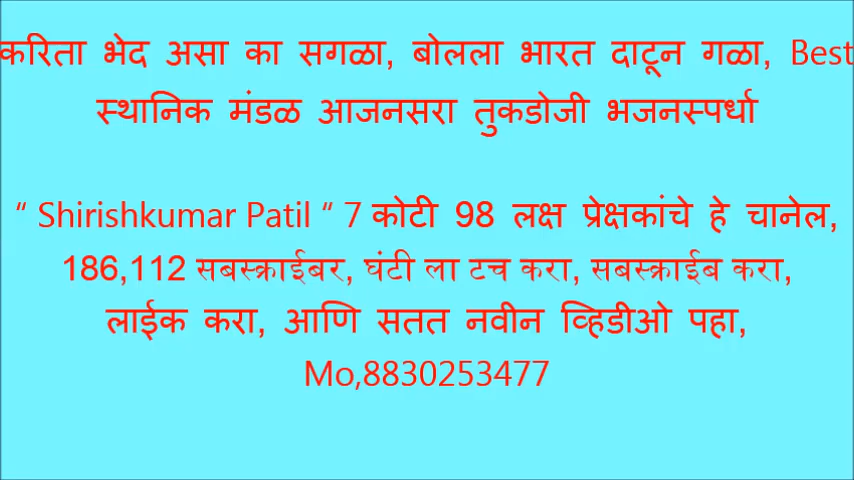 करिता भेद असा का सगळा, बोलला भारत दाटून गळा, Best
स्थानिक मंडळ आजनसरा तुकडोजी भजनस्पर्धा
“ Shirishkumar Patil “ 7 कोटी 98 लक्ष प्रेक्षकांचे हे चानेल,
186,112 सबस्क्राईबर, घंटी ला टच करा, सबस्क्राईब करा,
लाईक करा, आणि सतत नवीन व्हिडीओ पहा,
Mo,8830253477